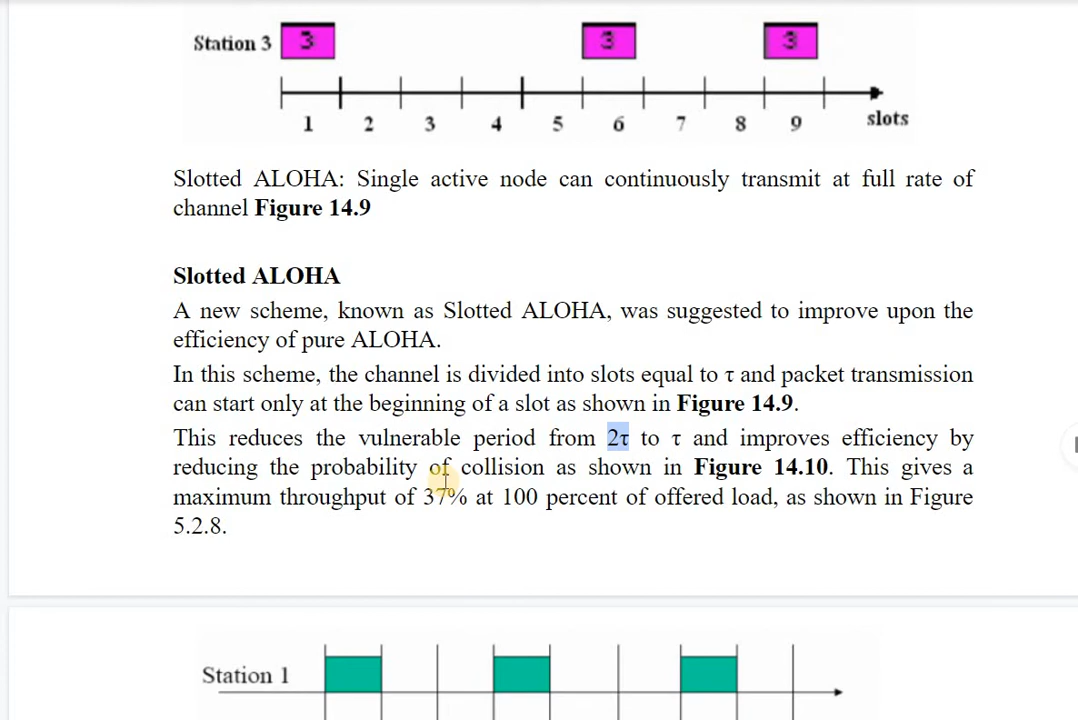 Station 3 3 3 3
1 2 3 4 5 6 7 8 9 slots
Slotted ALOHA: Single active node can continuously transmit at full rate of
channel Figure 14.9
Slotted ALOHA
A new scheme, known as Slotted ALOHA, was suggested to improve upon the
efficiency of pure ALOHA.
In this scheme, the channel is divided into slots equal to τ and packet transmission
can start only at the beginning of a slot as shown in Figure 14.9.
This reduces the vulnerable period from 2τ to τ and improves efficiency by
reducing the probability of collision as shown in Figure 14.10. This gives a
maximum throughput of 37% at 100 percent of offered load, as shown in Figure
5.2.8.
Station 1